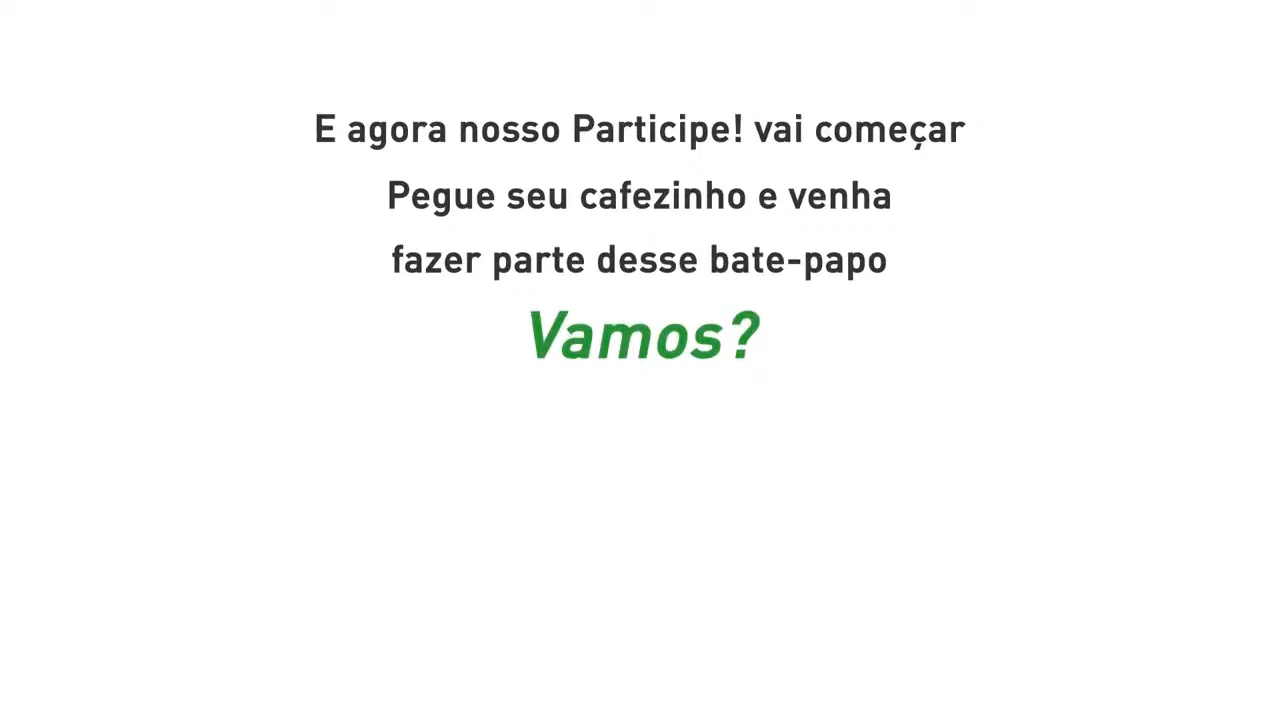 E agora nosso Participe! vai começar
Pegue seu cafezinho e venha
fazer parte desse bate-papo
Vamos?